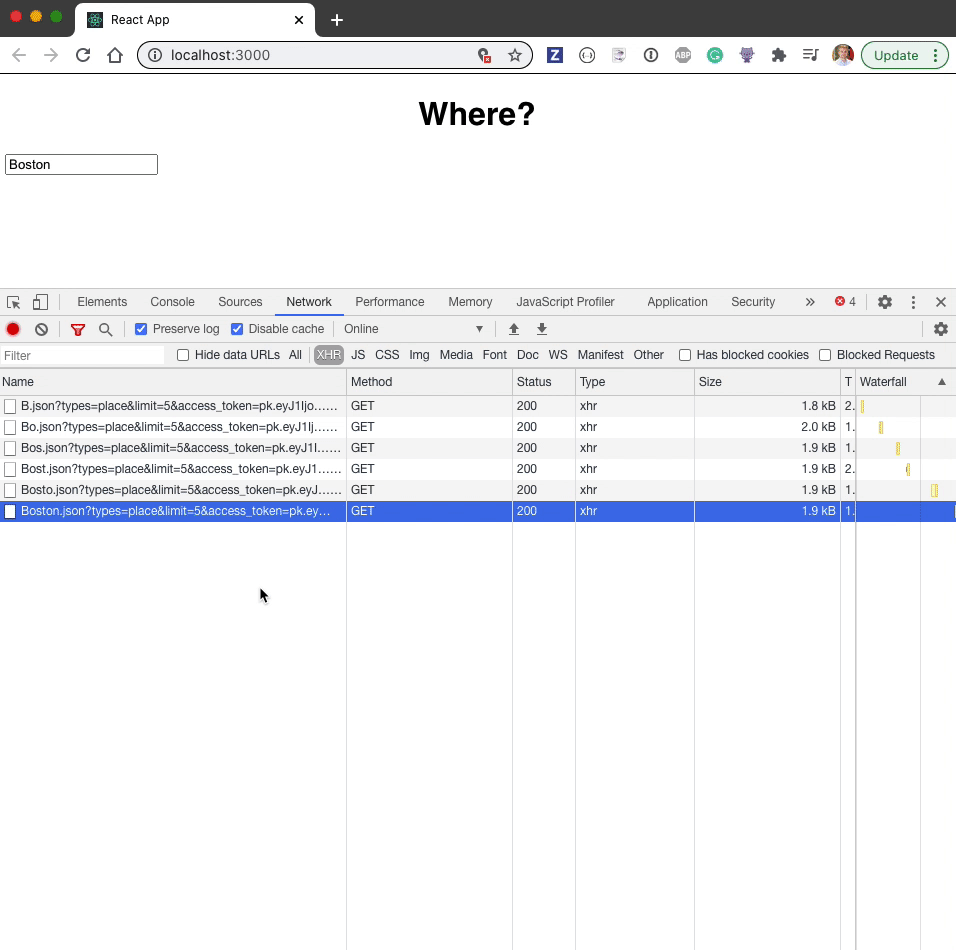 React App
localhost:3000
Update
Where?
Boston
Elements Console Sources Network Performance Memory JavaScript Profiler Application Security 4
Preserve log Disable cache Online
Filter Hide data URLs All XHR JS CSS Img Media Font Doc WS Manifest Other Has blocked cookies Blocked Requests
Name Method Status Type Size T Waterfall
B.json?types=place&limit=5&access_token=pk.eyJ1Ijo...... GET 200 xhr 1.8 kB 2.
Bo.json?types=place&limit=5&access_token=pk.eyJ1Ij...... GET 200 xhr 2.0 kB 1.
Bos.json?types=place&limit=5&access_token=pk.eyJ1I...... GET 200 xhr 1.9 kB 1.
Bost.json?types=place&limit=5&access_token=pk.eyJ1...... GET 200 xhr 1.9 kB 2.
Bosto.json?types=place&limit=5&access_token=pk.eyJ...... GET 200 xhr 1.9 kB 1.
Boston.json?types=place&limit=5&access_token=pk.ey... GET 200 xhr 1.9 kB 1.